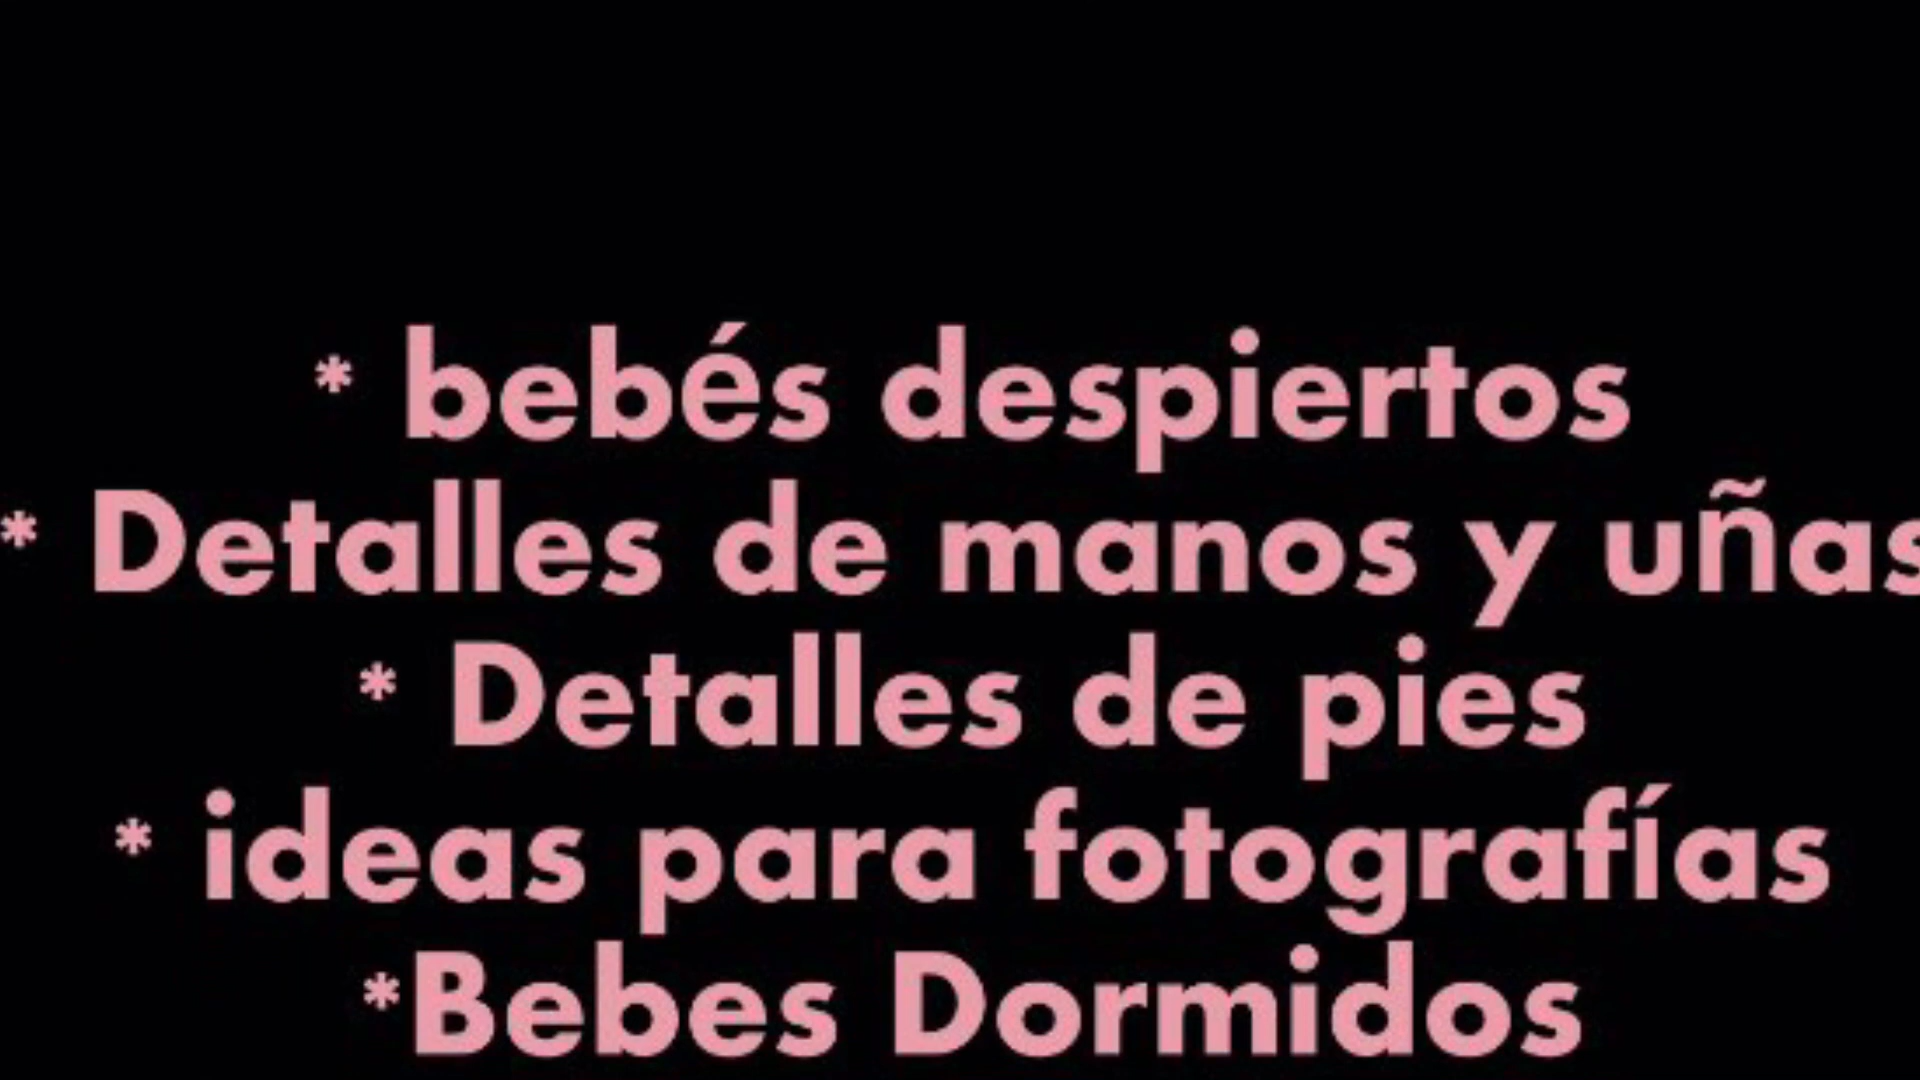 * bebés despiertos
* Detalles de manos y uñas
* Detalles de pies
* ideas para fotografías
*Bebes Dormidos